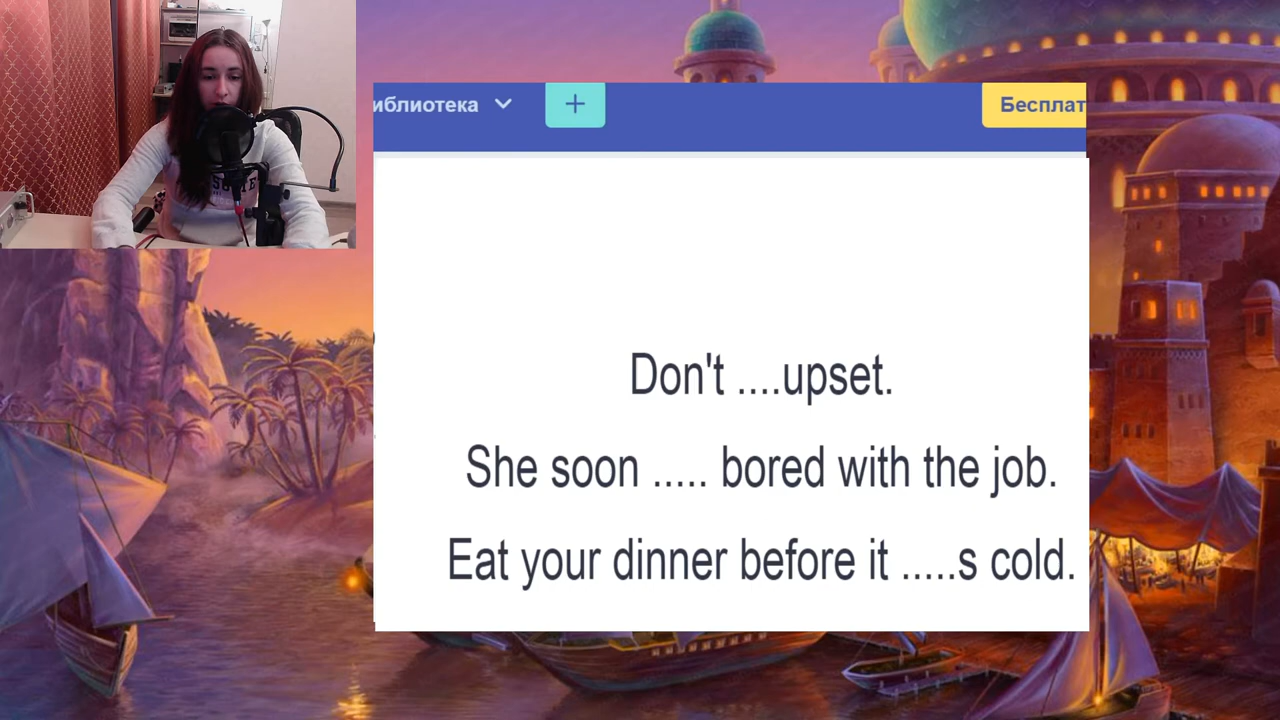 иблиотека
+
Бесплат
Don't ....upset.
She soon ..... bored with the job.
Eat your dinner before it .....s cold.